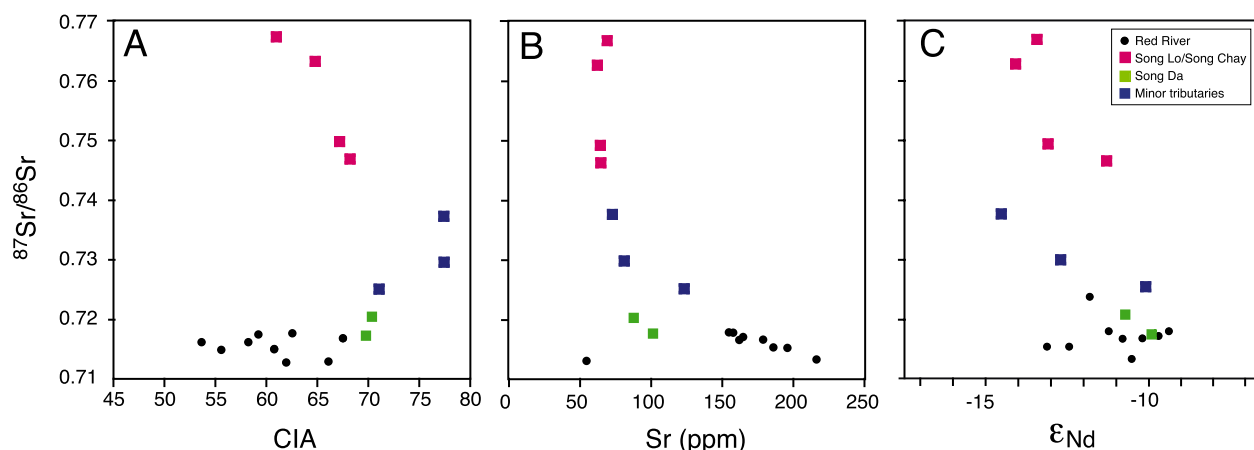 A
B
C
Red River
Song Lo/Song Chay
Song Da
Minor tributaries
0.77
0.76
0.75
0.74
0.73
0.72
0.71
87Sr/86Sr
45 50 55 60 65 70 75 80
0 50 100 150 200 250
-15 -10
CIA
Sr (ppm)
εNd